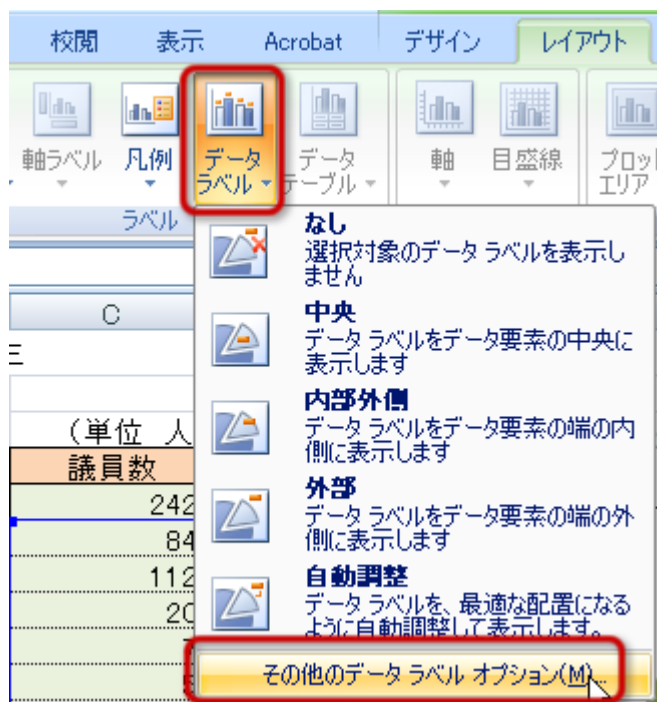 校閲 表示 Acrobat デザイン レイアウト
軸ラベル 凡例 データ データ 軸 目盛線
ラベル テーブル エリア
ラベル
なし
選択対象のデータ ラベルを表示し
ません
C
中央
データ ラベルをデータ要素の中央に
表示します
内部外側
(単位 人
データ ラベルをデータ要素の端の内
側に表示します
議員数
外部
242
データ ラベルをデータ要素の端の外
側に表示します
84
自動調整
112
データ ラベルを、最適な配置になる
ように自動調整して表示します。
20
その他のデータ ラベル オプション(M)...